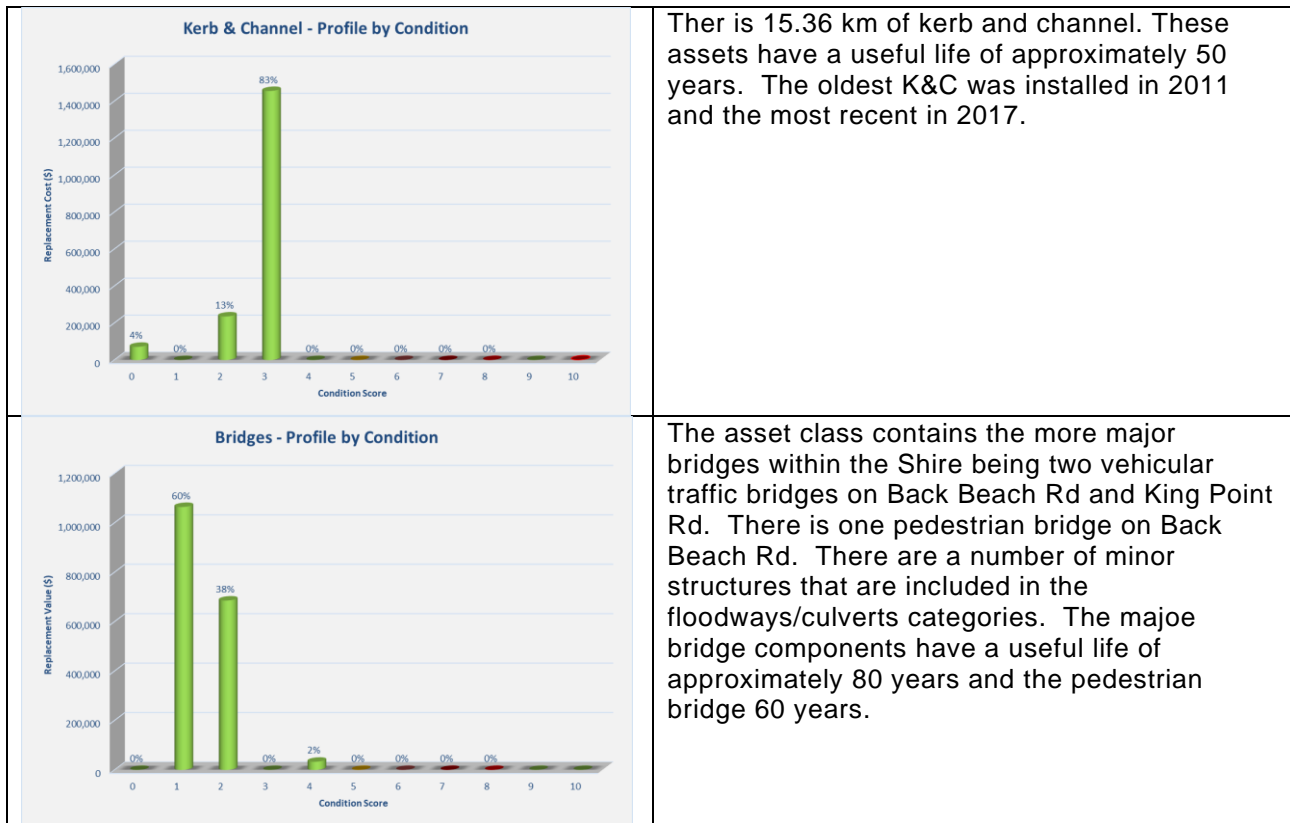 Kerb & Channel - Profile by Condition
1,600,000
1,400,000
1,200,000
1,000,000
800,000
600,000
400,000
200,000
0
Replacement Cost ($)
4%
0%
13%
83%
0%
0%
0%
0%
0%
0 1 2 3 4 5 6 7 8 9 10
Condition Score
Ther is 15.36 km of kerb and channel. These
assets have a useful life of approximately 50
years. The oldest K&C was installed in 2011
and the most recent in 2017.
Bridges - Profile by Condition
1,200,000
1,000,000
800,000
600,000
400,000
200,000
0
Replacement Value ($)
0%
60%
38%
0%
2%
0%
0%
0%
0%
0 1 2 3 4 5 6 7 8 9 10
Condition Score
The asset class contains the more major
bridges within the Shire being two vehicular
traffic bridges on Back Beach Rd and King Point
Rd. There is one pedestrian bridge on Back
Beach Rd. There are a number of minor
structures that are included in the
floodways/culverts categories. The majoe
bridge components have a useful life of
approximately 80 years and the pedestrian
bridge 60 years.